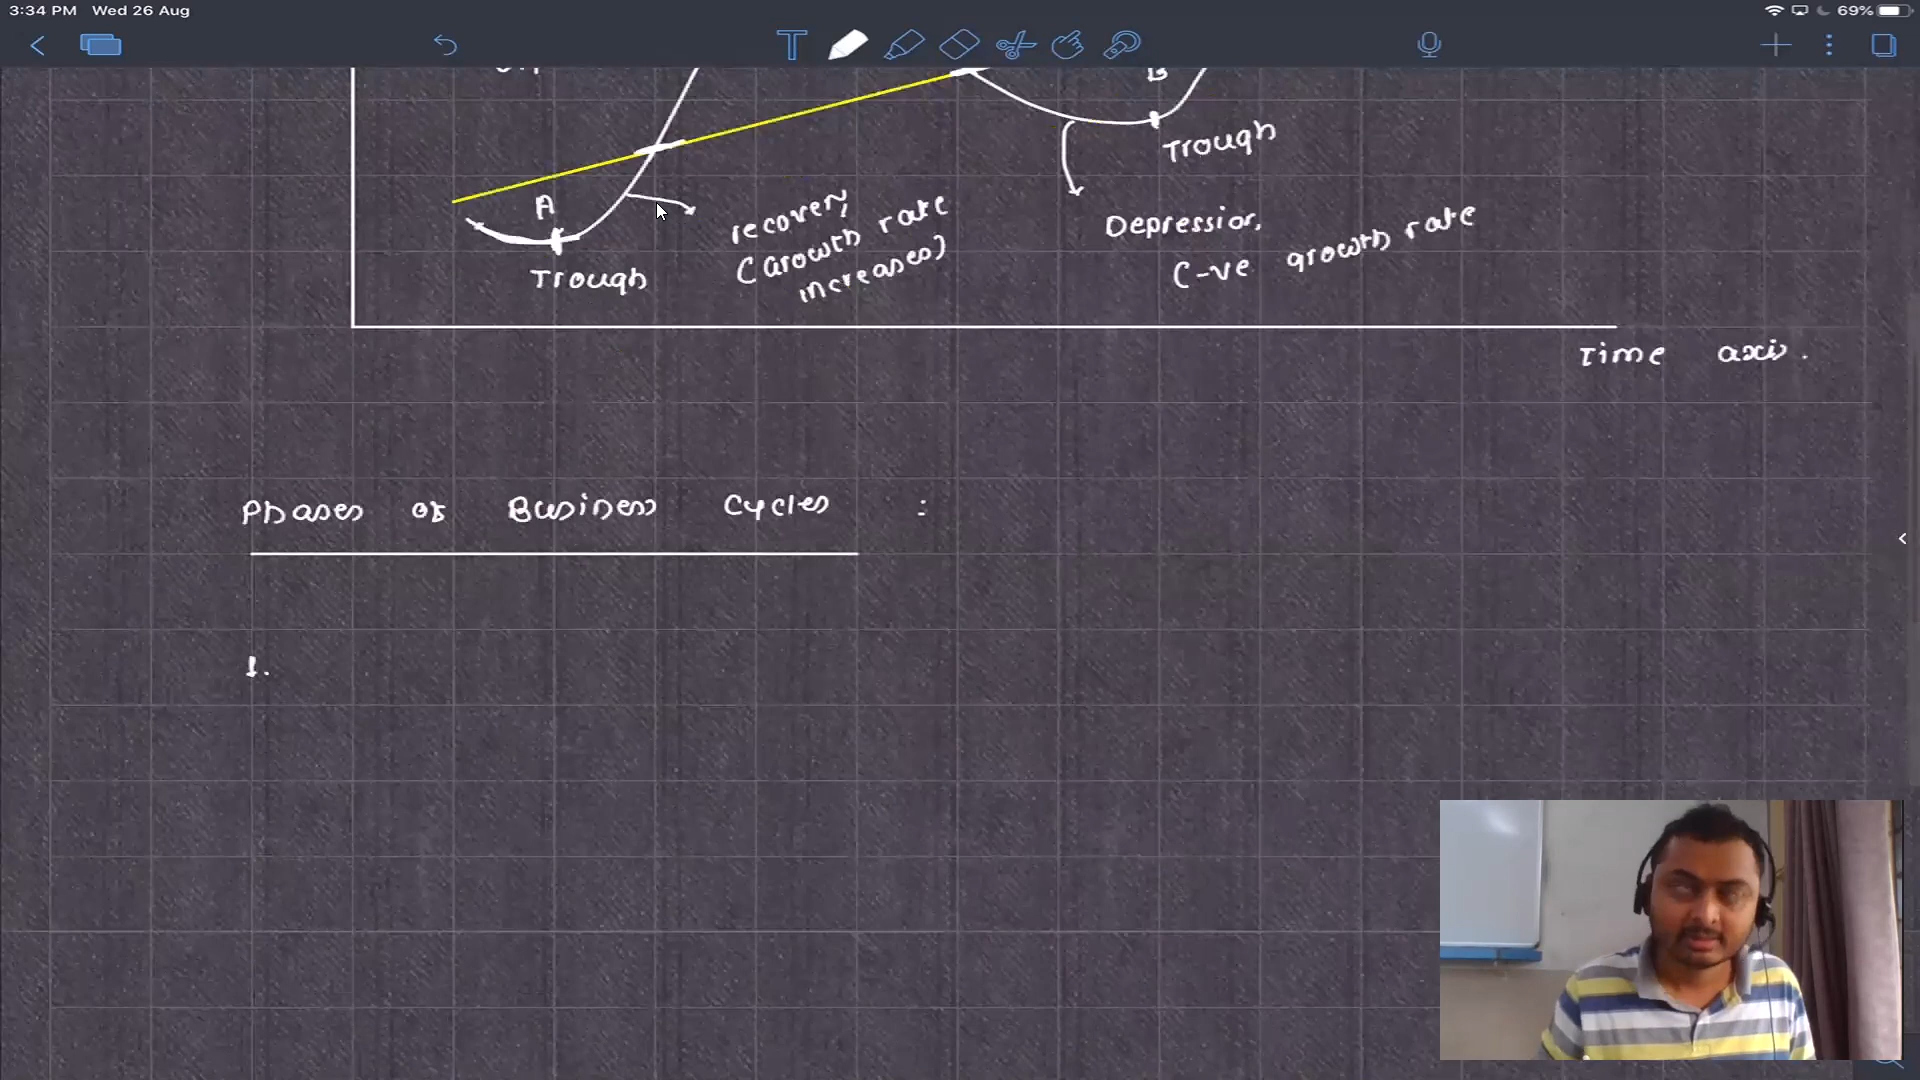 3:34 PM Wed 26 Aug
69%
B
Trough
A
recovery
(Growth rate
increases)
Depression,
(-ve growth rate
Trough
Time axis.
Phases of Business Cycles :
1.